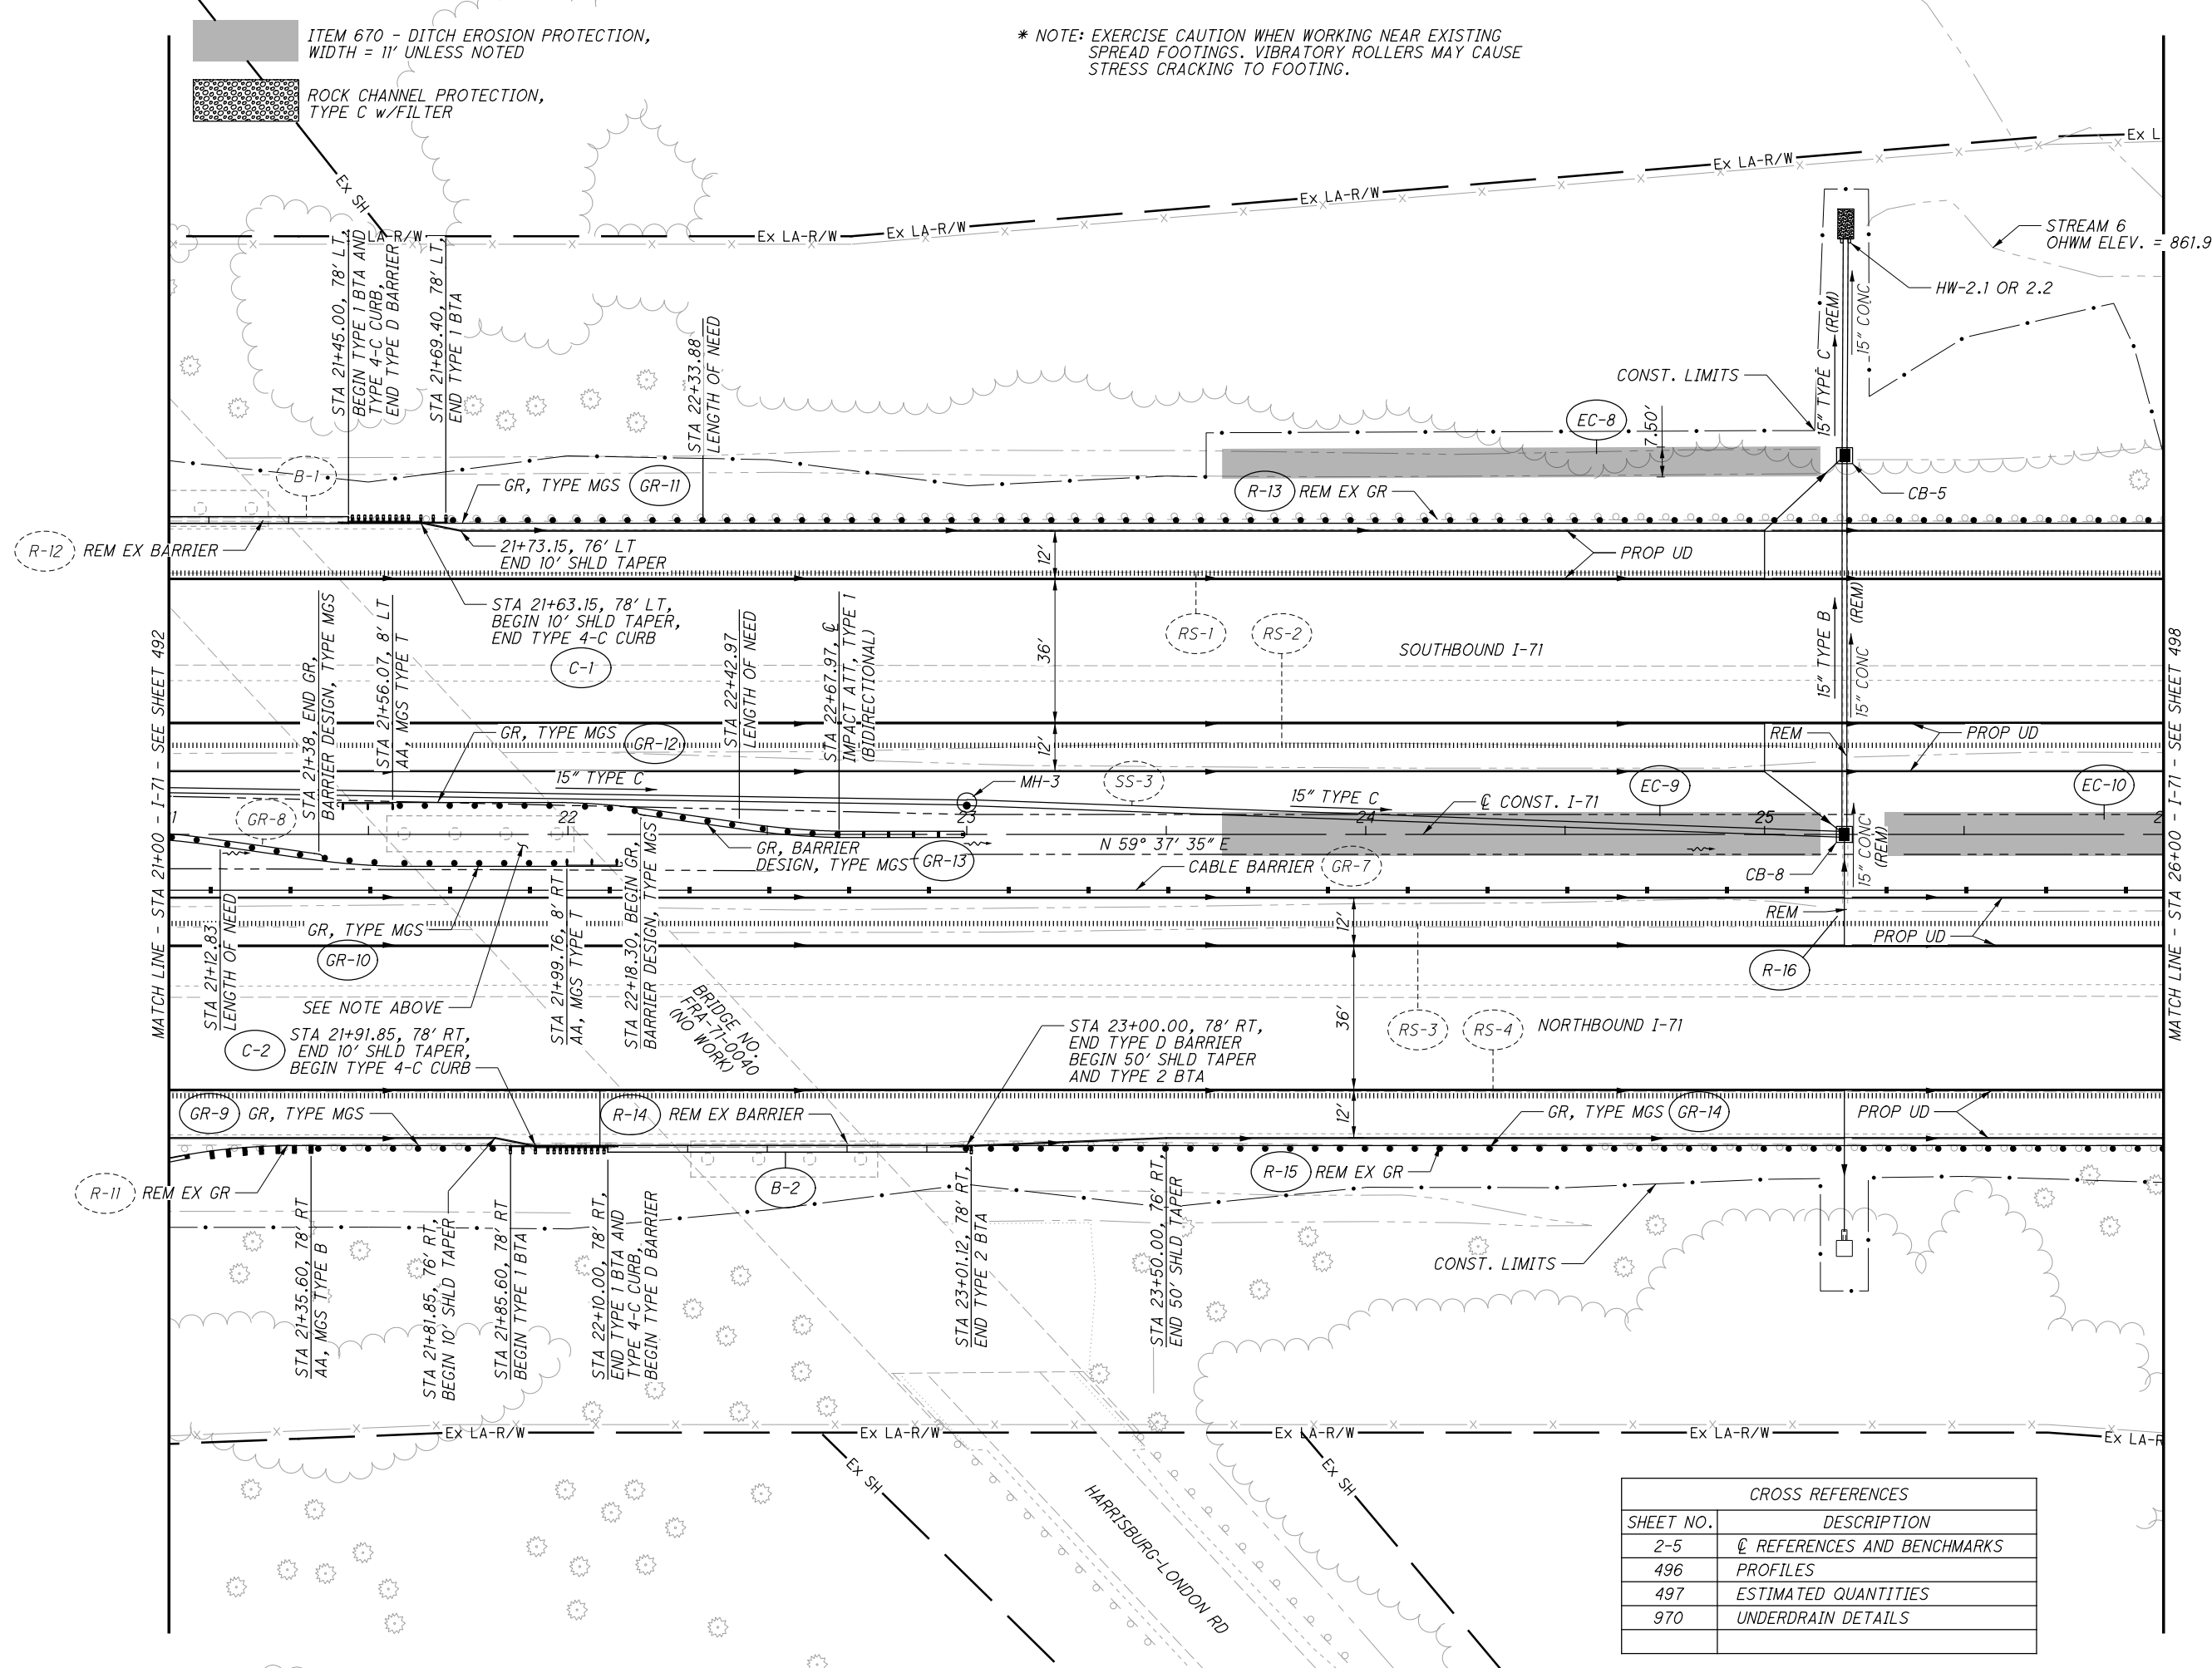 ITEM 670 - DITCH EROSION PROTECTION,
WIDTH = 11' UNLESS NOTED
ROCK CHANNEL PROTECTION,
TYPE C w/FILTER
* NOTE: EXERCISE CAUTION WHEN WORKING NEAR EXISTING
SPREAD FOOTINGS. VIBRATORY ROLLERS MAY CAUSE
STRESS CRACKING TO FOOTING.
Ex SH
LA-R/W
Ex LA-R/W
Ex LA-R/W
Ex LA-R/W
Ex LA-R/W
Ex L
STREAM 6
OHWM ELEV. = 861.9
HW-2.1 OR 2.2
STA 21+45.00, 78' LT,
BEGIN TYPE 1 BTA AND
TYPE 4-C CURB,
END TYPE D BARRIER
STA 21+69.40, 78' LT,
END TYPE 1 BTA
STA 22+33.88
LENGTH OF NEED
15" TYPE C
(REM)
15" CONC
CONST. LIMITS
EC-8
7.50'
B-1
GR, TYPE MGS
GR-11
R-13
REM EX GR
CB-5
R-12
REM EX BARRIER
21+73.15, 76' LT
END 10' SHLD TAPER
12'
PROP UD
STA 21+63.15, 78' LT,
BEGIN 10' SHLD TAPER,
END TYPE 4-C CURB
C-1
36'
RS-1
RS-2
SOUTHBOUND I-71
15" TYPE B
(REM)
15" CONC
MATCH LINE - STA 21+00 - I-71 - SEE SHEET 492
MATCH LINE - STA 26+00 - I-71 - SEE SHEET 498
STA 21+38, END GR,
BARRIER DESIGN, TYPE MGS
STA 21+56.07, 8' LT
AA, MGS TYPE T
STA 22+42.97
LENGTH OF NEED
STA 22+67.97, ℄
IMPACT ATT, TYPE 1
(BIDIRECTIONAL)
GR, TYPE MGS
GR-12
12'
REM
PROP UD
15" TYPE C
MH-3
SS-3
15" TYPE C
℄ CONST. I-71
EC-9
EC-10
1
GR-8
22
23
24
25
2
GR, BARRIER
DESIGN, TYPE MGS
GR-13
N 59° 37' 35" E
CABLE BARRIER
GR-7
CB-8
15" CONC
(REM)
STA 21+12.83
LENGTH OF NEED
GR, TYPE MGS
GR-10
STA 21+99.76, 8' RT
AA, MGS TYPE T
STA 22+18.30, BEGIN GR,
BARRIER DESIGN, TYPE MGS
12'
REM
PROP UD
R-16
SEE NOTE ABOVE
BRIDGE NO.
FRA-71-0040
(NO WORK)
36'
RS-3
RS-4
NORTHBOUND I-71
C-2
STA 21+91.85, 78' RT,
END 10' SHLD TAPER,
BEGIN TYPE 4-C CURB
STA 23+00.00, 78' RT,
END TYPE D BARRIER
BEGIN 50' SHLD TAPER
AND TYPE 2 BTA
GR-9
GR, TYPE MGS
R-14
REM EX BARRIER
12'
GR, TYPE MGS
GR-14
PROP UD
R-11
REM EX GR
B-2
R-15
REM EX GR
STA 21+35.60, 78' RT
AA, MGS TYPE B
STA 21+81.85, 76' RT,
BEGIN 10' SHLD TAPER
STA 21+85.60, 78' RT
BEGIN TYPE 1 BTA
STA 22+10.00, 78' RT,
END TYPE 1 BTA AND
TYPE 4-C CURB,
BEGIN TYPE D BARRIER
STA 23+01.12, 78' RT,
END TYPE 2 BTA
STA 23+50.00, 76' RT,
END 50' SHLD TAPER
CONST. LIMITS
Ex LA-R/W
Ex LA-R/W
Ex LA-R/W
Ex LA-R/W
Ex LA-R
Ex SH
Ex SH
HARRISBURG-LONDON RD
CROSS REFERENCES
SHEET NO. DESCRIPTION
2-5 ℄ REFERENCES AND BENCHMARKS
496 PROFILES
497 ESTIMATED QUANTITIES
970 UNDERDRAIN DETAILS